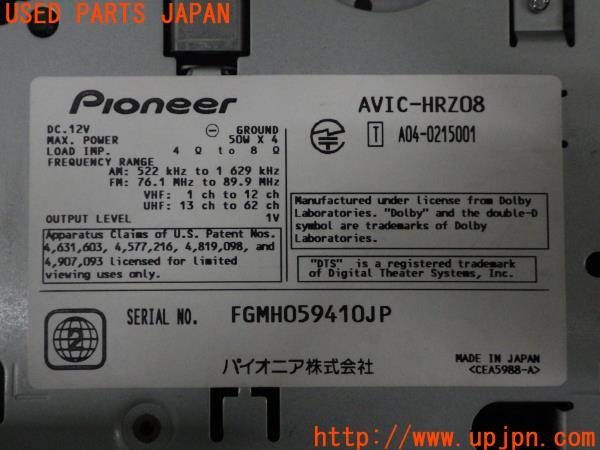 USED PARTS JAPAN
Pioneer
AVIC-HRZ08
DC.12V ⊖ GROUND
MAX. POWER 50W X 4
LOAD IMP. 4 Ω to 8 Ω
FREQUENCY RANGE
AM: 522 kHz to 1 629 kHz
FM: 76.1 MHz to 89.9 MHz
VHF: 1 ch to 12 ch
UHF: 13 ch to 62 ch
OUTPUT LEVEL 1V
T A04-0215001
Apparatus Claims of U.S. Patent Nos.
4,631,603, 4,577,216, 4,819,098, and
4,907,093 licensed for limited
viewing uses only.
Manufactured under license from Dolby
Laboratories. "Dolby" and the double-D
symbol are trademarks of Dolby
Laboratories.
"DTS" is a registered trademark
of Digital Theater Systems, Inc.
2
SERIAL NO. FGMH059410JP
パイオニア株式会社
MADE IN JAPAN
<CEA5988-A>
http://www.upjpn.com/